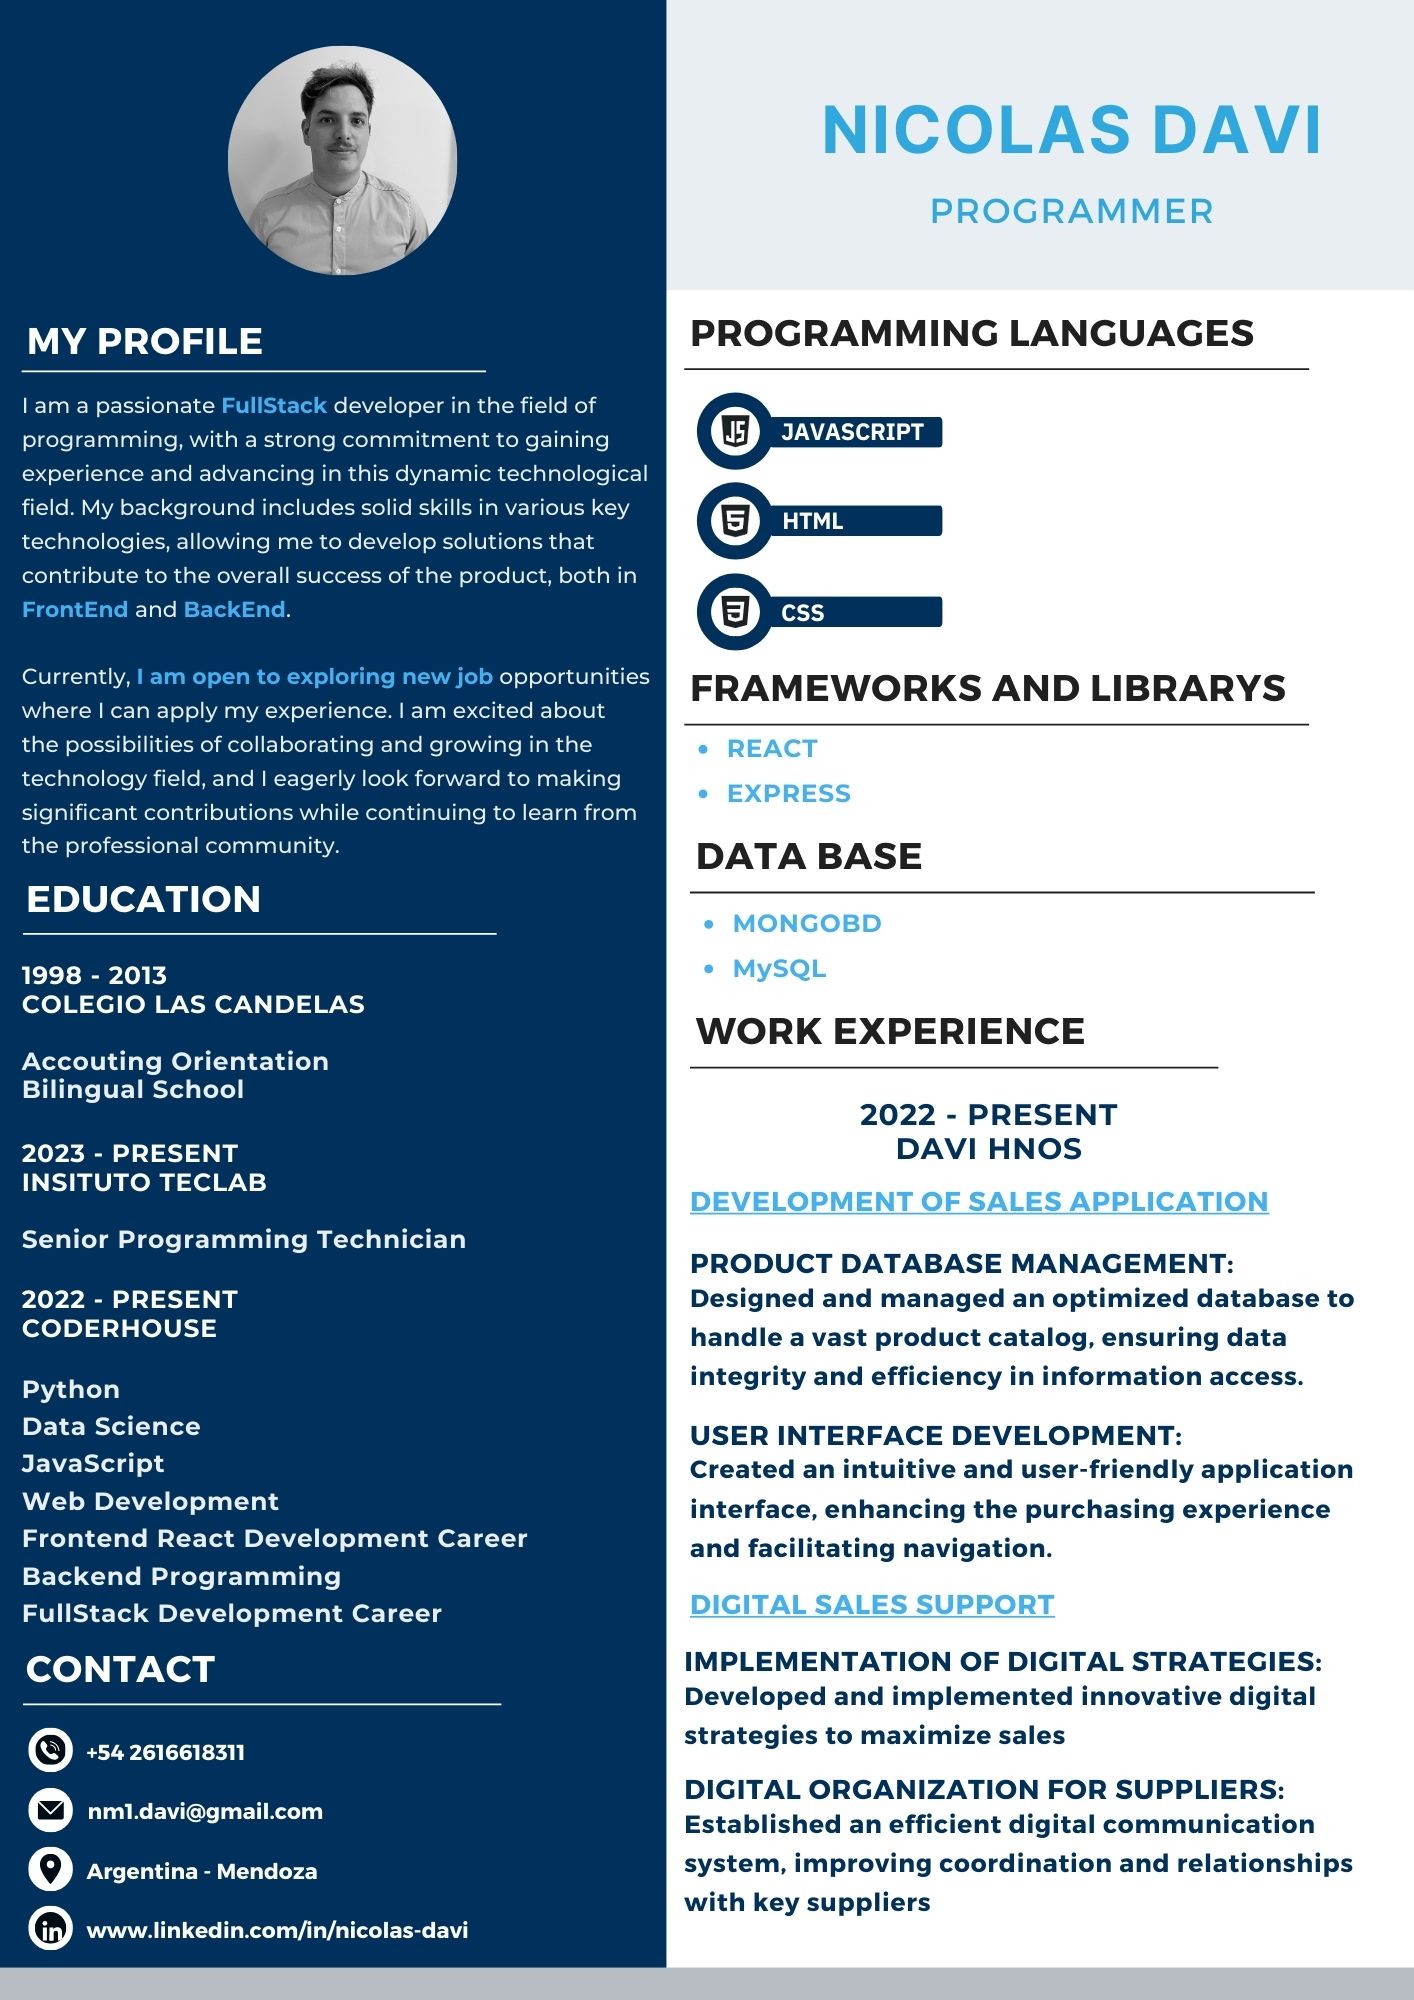 MY PROFILE
I am a passionate FullStack developer in the field of
programming, with a strong commitment to gaining
experience and advancing in this dynamic technological
field. My background includes solid skills in various key
technologies, allowing me to develop solutions that
contribute to the overall success of the product, both in
FrontEnd and BackEnd.
Currently, I am open to exploring new job opportunities
where I can apply my experience. I am excited about
the possibilities of collaborating and growing in the
technology field, and I eagerly look forward to making
significant contributions while continuing to learn from
the professional community.
EDUCATION
1998 - 2013
COLEGIO LAS CANDELAS
Accouting Orientation
Bilingual School
2023 - PRESENT
INSITUTO TECLAB
Senior Programming Technician
2022 - PRESENT
CODERHOUSE
Python
Data Science
JavaScript
Web Development
Frontend React Development Career
Backend Programming
FullStack Development Career
CONTACT
+54 2616618311
nm1.davi@gmail.com
Argentina - Mendoza
in www.linkedin.com/in/nicolas-davi
NICOLAS DAVI
PROGRAMMER
PROGRAMMING LANGUAGES
JS JAVASCRIPT
5 HTML
3 CSS
FRAMEWORKS AND LIBRARYS
• REACT
• EXPRESS
DATA BASE
• MONGOBD
• MySQL
WORK EXPERIENCE
2022 - PRESENT
DAVI HNOS
DEVELOPMENT OF SALES APPLICATION
PRODUCT DATABASE MANAGEMENT:
Designed and managed an optimized database to
handle a vast product catalog, ensuring data
integrity and efficiency in information access.
USER INTERFACE DEVELOPMENT:
Created an intuitive and user-friendly application
interface, enhancing the purchasing experience
and facilitating navigation.
DIGITAL SALES SUPPORT
IMPLEMENTATION OF DIGITAL STRATEGIES:
Developed and implemented innovative digital
strategies to maximize sales
DIGITAL ORGANIZATION FOR SUPPLIERS:
Established an efficient digital communication
system, improving coordination and relationships
with key suppliers